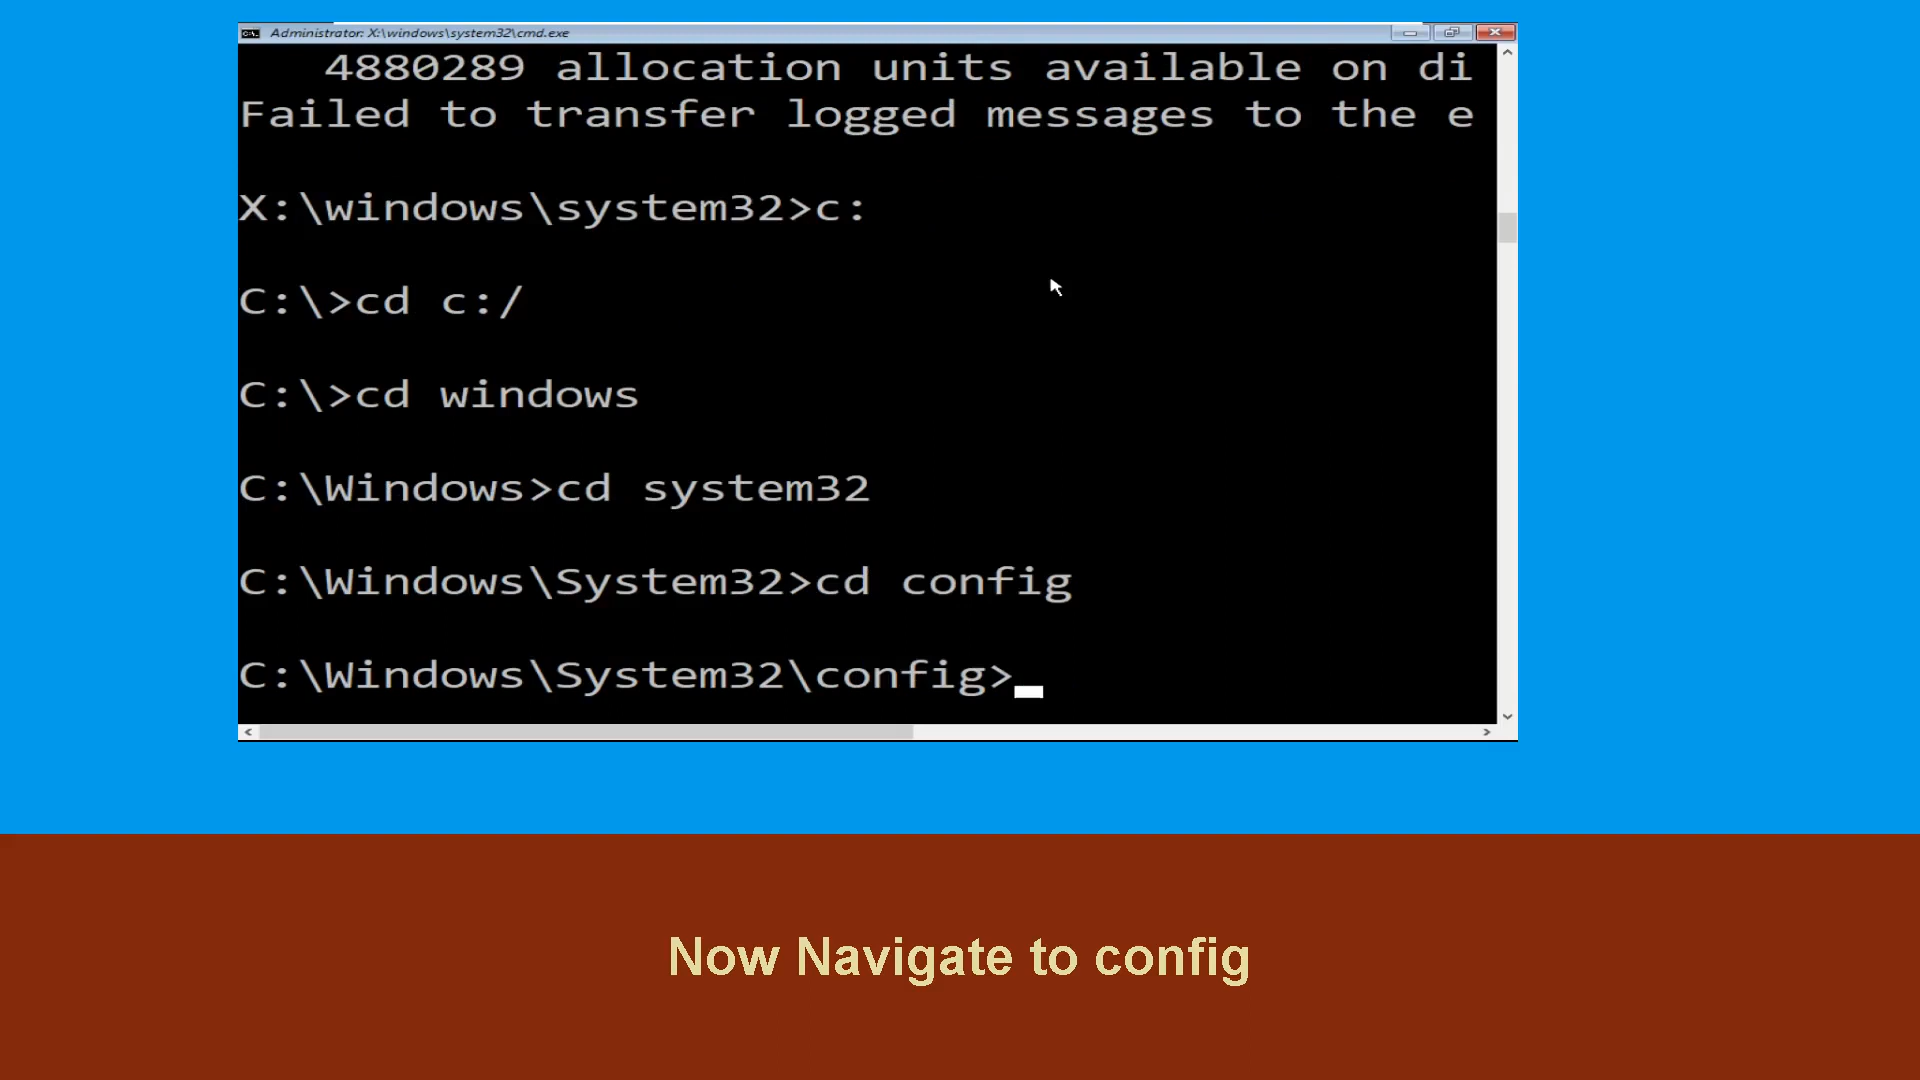 Administrator: X:\windows\system32\cmd.exe
4880289 allocation units available on di
Failed to transfer logged messages to the e
X:\windows\system32>c:
C:\>cd c:/
C:\>cd windows
C:\Windows>cd system32
C:\Windows\System32>cd config
C:\Windows\System32\config>
Now Navigate to config